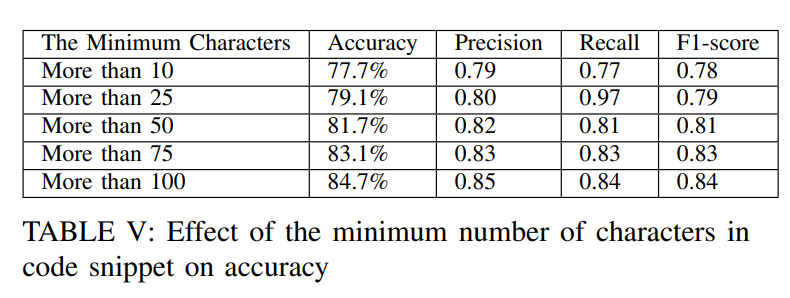 The Minimum Characters Accuracy Precision Recall F1-score
More than 10 77.7% 0.79 0.77 0.78
More than 25 79.1% 0.80 0.97 0.79
More than 50 81.7% 0.82 0.81 0.81
More than 75 83.1% 0.83 0.83 0.83
More than 100 84.7% 0.85 0.84 0.84
TABLE V: Effect of the minimum number of characters in
code snippet on accuracy